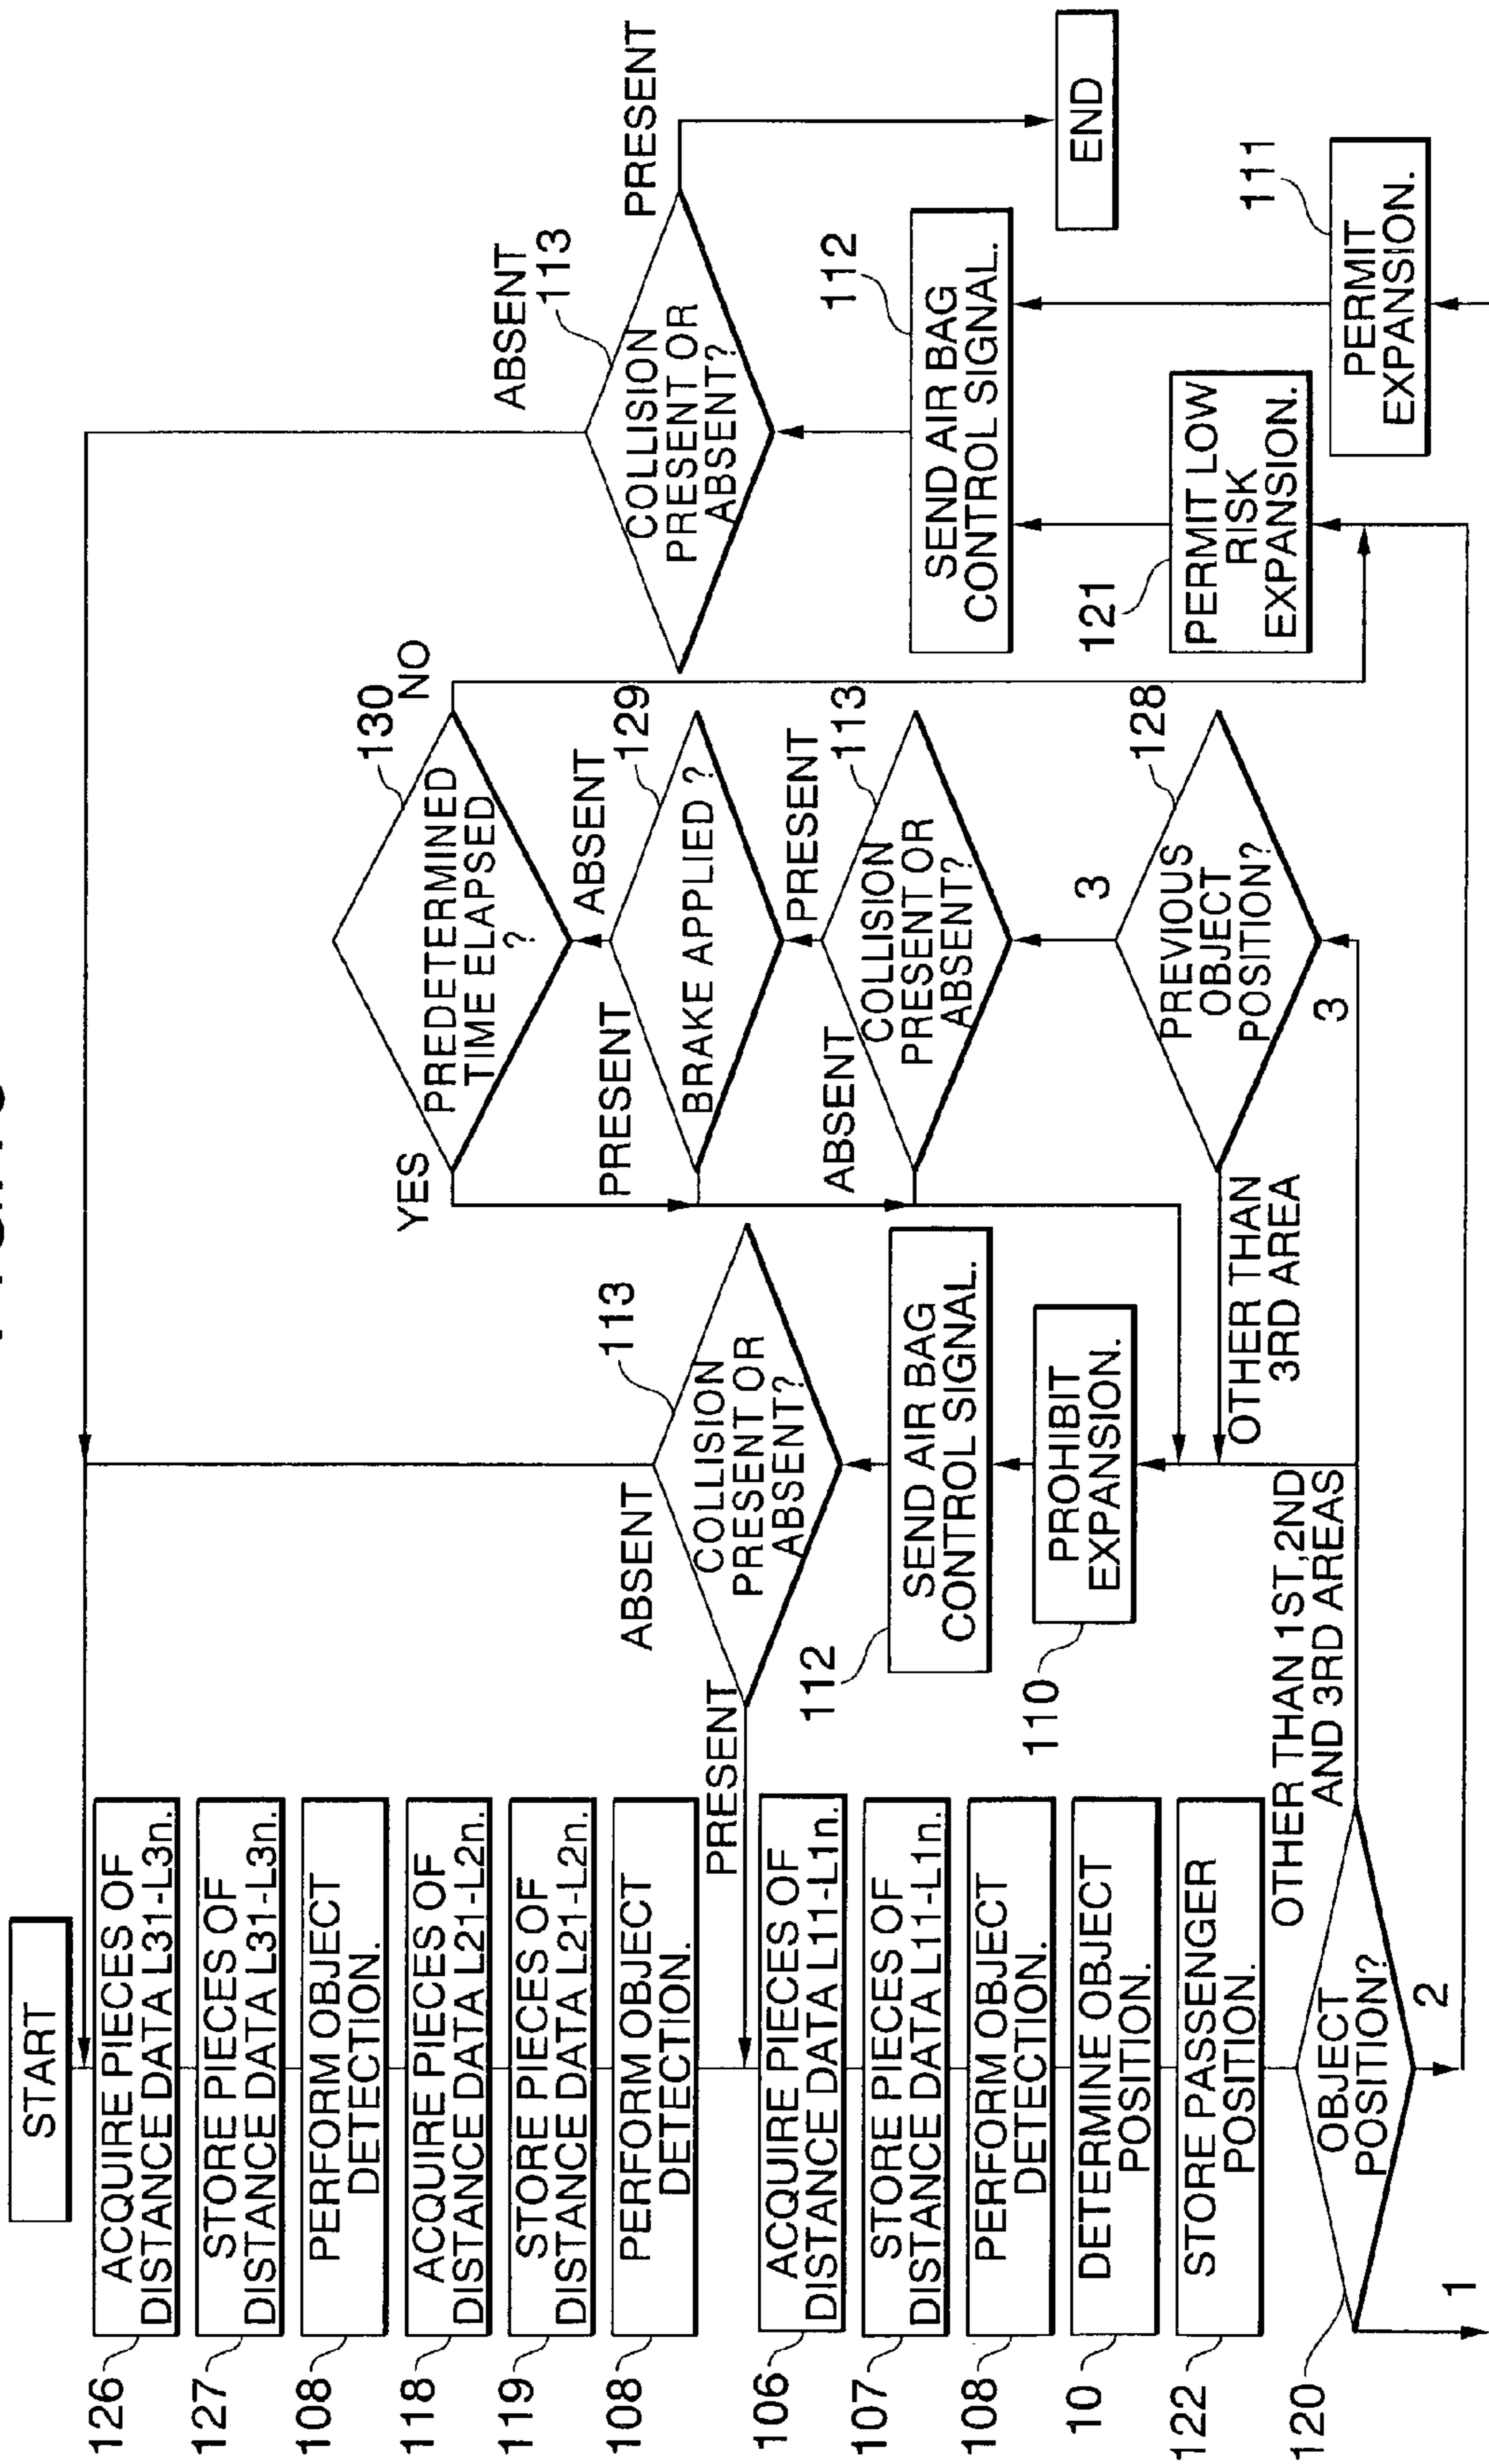 START
126
ACQUIRE PIECES OF
DISTANCE DATA L31-L3n.
127
STORE PIECES OF
DISTANCE DATA L31-L3n.
108
PERFORM OBJECT
DETECTION.
118
ACQUIRE PIECES OF
DISTANCE DATA L21-L2n.
119
STORE PIECES OF
DISTANCE DATA L21-L2n.
108
PERFORM OBJECT
DETECTION.
106
ACQUIRE PIECES OF
DISTANCE DATA L11-L1n.
107
STORE PIECES OF
DISTANCE DATA L11-L1n.
108
PERFORM OBJECT
DETECTION.
10
DETERMINE OBJECT
POSITION.
122
STORE PASSENGER
POSITION.
120
OBJECT
POSITION?
1
2
OTHER THAN 1ST,2ND
AND 3RD AREAS
3
PRESENT
ABSENT
113
COLLISION
PRESENT OR
ABSENT?
112
SEND AIR BAG
CONTROL SIGNAL.
110
PROHIBIT
EXPANSION.
OTHER THAN
3RD AREA
YES
130
NO
PREDETERMINED
TIME ELAPSED
?
ABSENT
PRESENT
129
BRAKE APPLIED ?
PRESENT
ABSENT
113
COLLISION
PRESENT OR
ABSENT?
3
128
PREVIOUS
OBJECT
POSITION?
ABSENT
113
COLLISION
PRESENT OR
ABSENT?
PRESENT
112
SEND AIR BAG
CONTROL SIGNAL.
END
121
PERMIT LOW
RISK
EXPANSION.
111
PERMIT
EXPANSION.